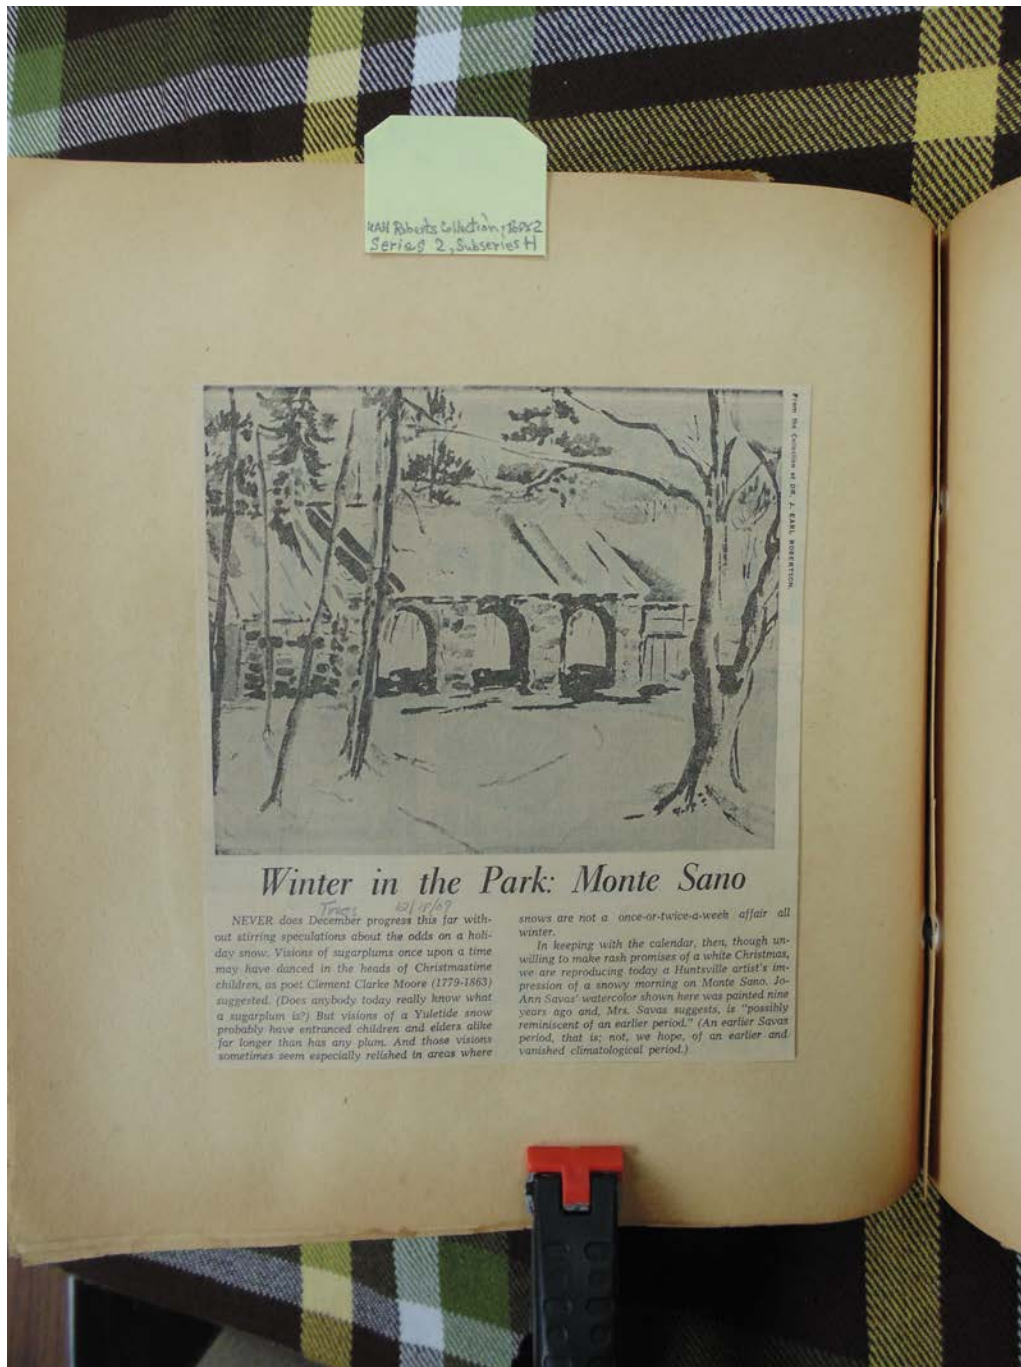 UAH Roberts Collection, Box 2
Series 2, Subseries H
From the Collection of DR. J. EARL ROBERTSON.
Winter in the Park: Monte Sano
Times 12/18/69
NEVER does December progress this far with-
out stirring speculations about the odds on a holi-
day snow. Visions of sugarplums once upon a time
may have danced in the heads of Christmastime
children, as poet Clement Clarke Moore (1779-1863)
suggested. (Does anybody today really know what
a sugarplum is?) But visions of a Yuletide snow
probably have entranced children and elders alike
far longer than has any plum. And those visions
sometimes seem especially relished in areas where
snows are not a once-or-twice-a-week affair all
winter.
In keeping with the calendar, then, though un-
willing to make rash promises of a white Christmas,
we are reproducing today a Huntsville artist's im-
pression of a snowy morning on Monte Sano. Jo-
Ann Savas' watercolor shown here was painted nine
years ago and, Mrs. Savas suggests, is "possibly
reminiscent of an earlier period." (An earlier Savas
period, that is; not, we hope, of an earlier and
vanished climatological period.)